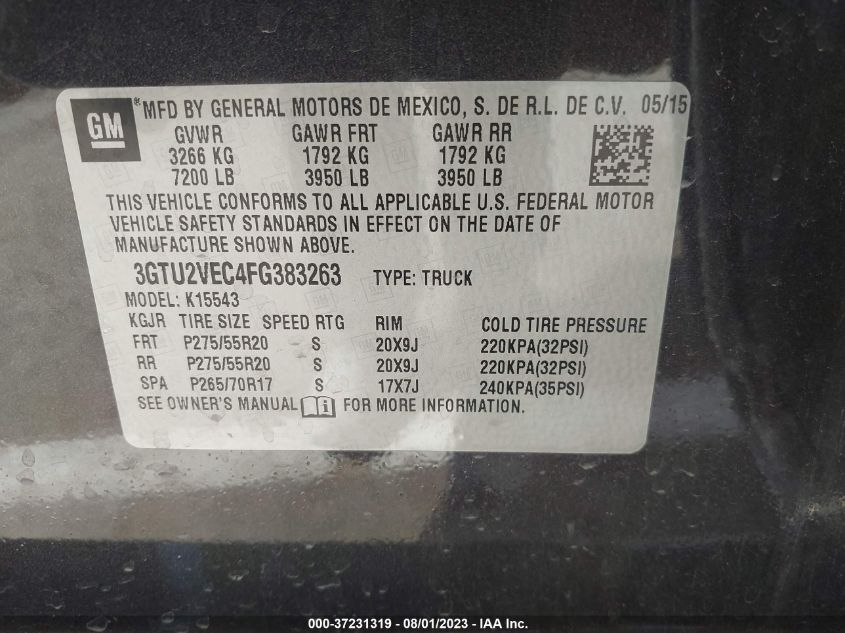 GM
® MFD BY GENERAL MOTORS DE MEXICO, S. DE R.L. DE C.V. 05/15
GVWR GAWR FRT GAWR RR
3266 KG 1792 KG 1792 KG
7200 LB 3950 LB 3950 LB
THIS VEHICLE CONFORMS TO ALL APPLICABLE U.S. FEDERAL MOTOR
VEHICLE SAFETY STANDARDS IN EFFECT ON THE DATE OF
MANUFACTURE SHOWN ABOVE.
3GTU2VEC4FG383263 TYPE: TRUCK
MODEL: K15543
KGJR TIRE SIZE SPEED RTG RIM COLD TIRE PRESSURE
FRT P275/55R20 S 20X9J 220KPA(32PSI)
RR P275/55R20 S 20X9J 220KPA(32PSI)
SPA P265/70R17 S 17X7J 240KPA(35PSI)
SEE OWNER'S MANUAL i FOR MORE INFORMATION.
000-37231319 - 08/01/2023 - IAA Inc.